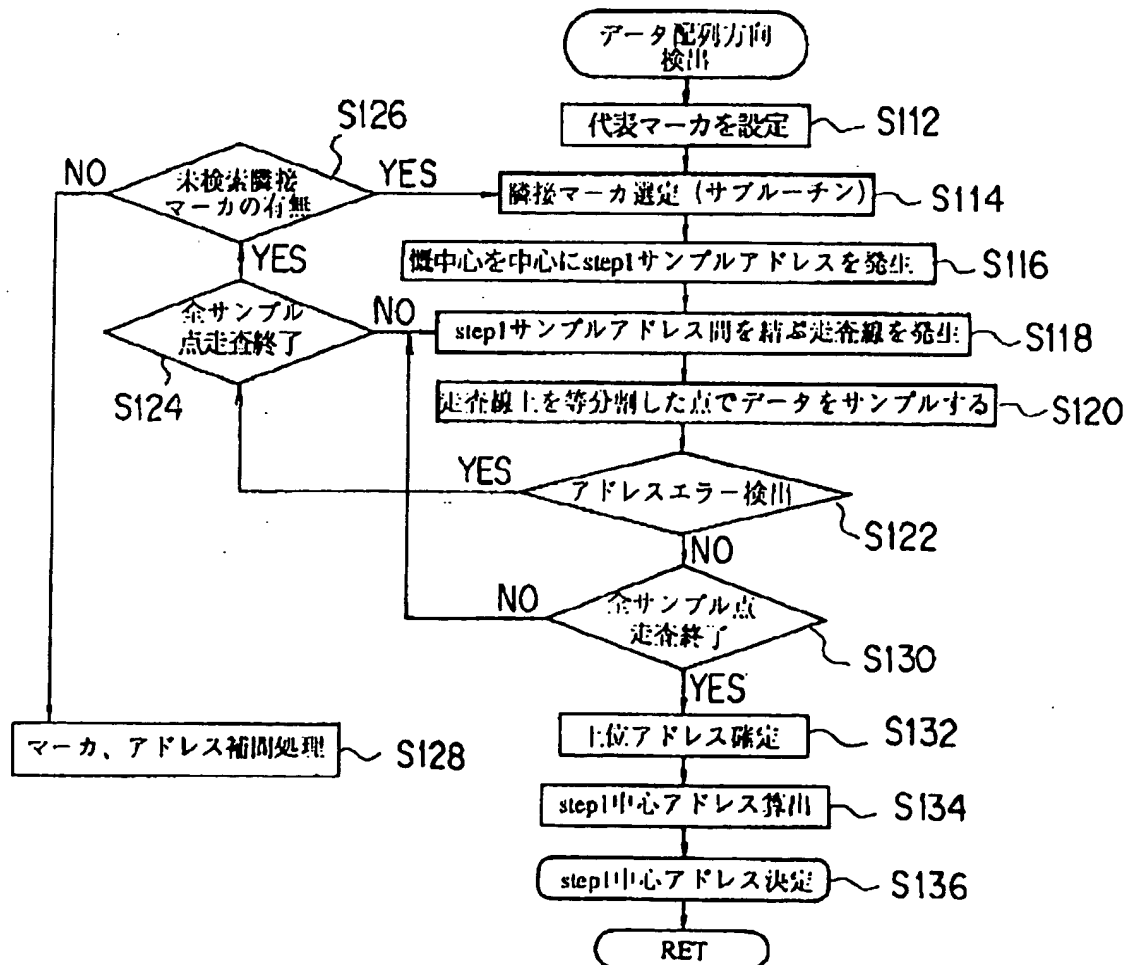 データ配列方向
検出
代表マーカを設定
S112
S126
NO
未検索隣接
マーカの有無
YES
隣接マーカ選定 (サブルーチン)
S114
YES
概中心を中心にstep1サンプルアドレスを発生
S116
全サンプル
点走査終了
NO
step1サンプルアドレス間を結ぶ走査線を発生
S118
S124
走査線上を等分割した点でデータをサンプルする
S120
YES
アドレスエラー検出
S122
NO
NO
全サンプル点
走査終了
S130
YES
マーカ、アドレス補間処理
S128
上位アドレス確定
S132
step1中心アドレス算出
S134
step1中心アドレス決定
S136
RET